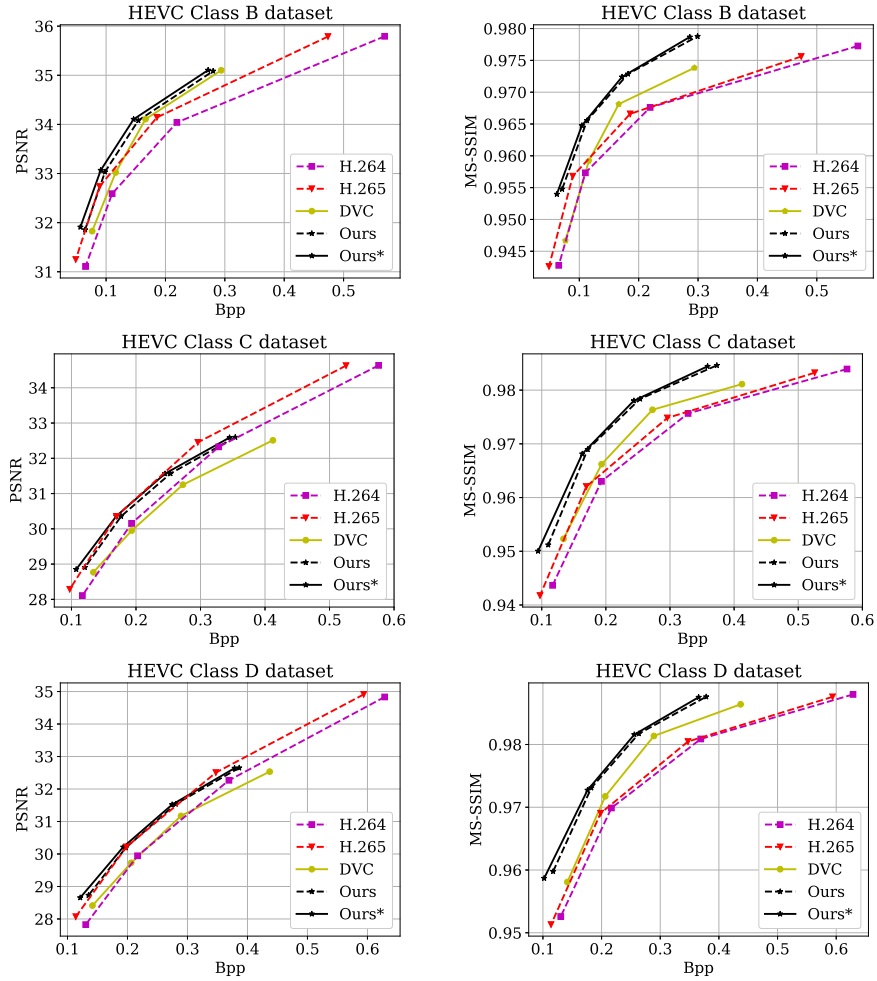 HEVC Class B dataset
PSNR
36
35
34
33
32
31
H.264
H.265
DVC
Ours
Ours*
0.1 0.2 0.3 0.4 0.5
Bpp
HEVC Class B dataset
MS-SSIM
0.980
0.975
0.970
0.965
0.960
0.955
0.950
0.945
H.264
H.265
DVC
Ours
Ours*
0.1 0.2 0.3 0.4 0.5
Bpp
HEVC Class C dataset
PSNR
34
33
32
31
30
29
28
H.264
H.265
DVC
Ours
Ours*
0.1 0.2 0.3 0.4 0.5 0.6
Bpp
HEVC Class C dataset
MS-SSIM
0.98
0.97
0.96
0.95
0.94
H.264
H.265
DVC
Ours
Ours*
0.1 0.2 0.3 0.4 0.5 0.6
Bpp
HEVC Class D dataset
PSNR
35
34
33
32
31
30
29
28
H.264
H.265
DVC
Ours
Ours*
0.1 0.2 0.3 0.4 0.5 0.6
Bpp
HEVC Class D dataset
MS-SSIM
0.98
0.97
0.96
0.95
H.264
H.265
DVC
Ours
Ours*
0.1 0.2 0.3 0.4 0.5 0.6
Bpp